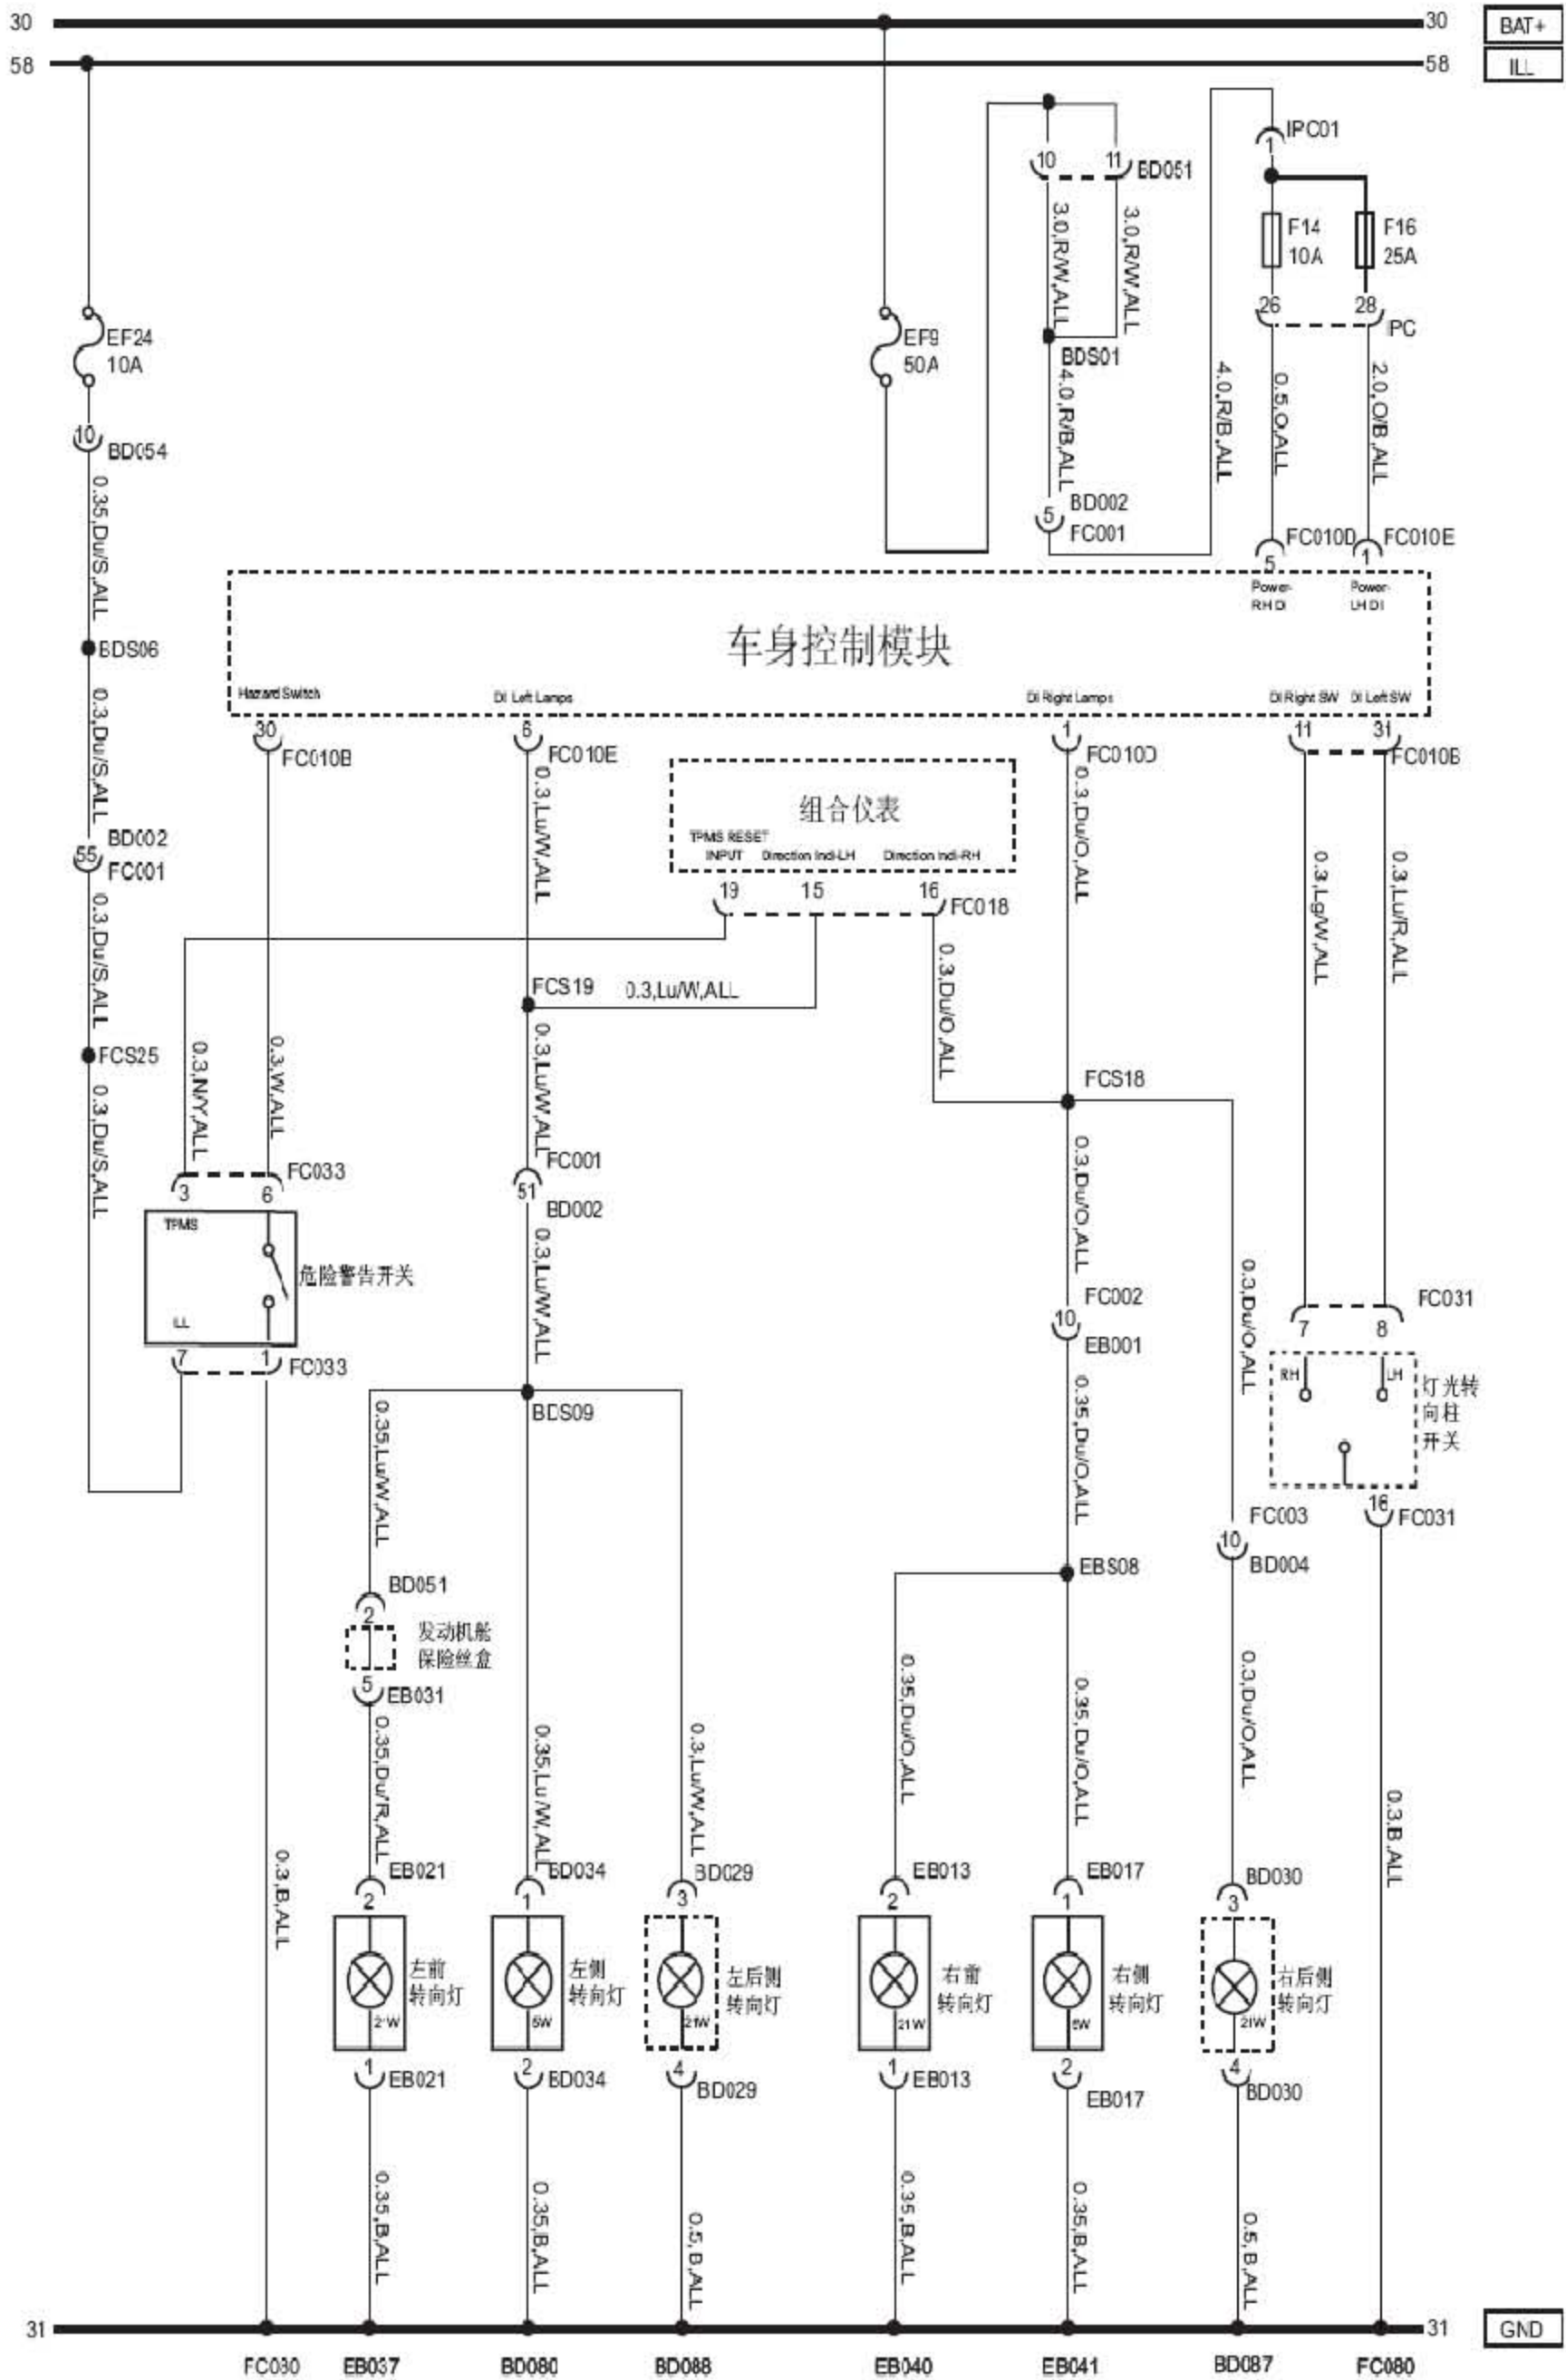 30
30
BAT+
58
58
ILL
IPC01
1
10
11
BD051
3.0,R/W,ALL
3.0,R/W,ALL
F14
10A
F16
25A
26
28
IPC
EF24
10A
EF9
50A
BDS01
4.0,R/B,ALL
4.0,R/B,ALL
0.5,O,ALL
2.0,O/B,ALL
10
BD054
0.35,Du/S,ALL
BD002
5
FC001
FC010D
FC010E
5
1
Power-
RH DI
Power-
LH DI
车身控制模块
BDS06
Hazard Switch
DI Left Lamps
DI Right Lamps
DI Right SW
DI Left SW
30
FC010B
6
FC010E
1
FC010D
11
31
FC010B
0.3,Du/S,ALL
0.3,Lu/W,ALL
0.3,Du/O,ALL
组合仪表
TPMS RESET
INPUT
Direction Indi-LH
Direction Indi-RH
19
15
16
FC018
BD002
55
FC001
0.3,Lg/W,ALL
0.3,Lu/R,ALL
0.3,Du/S,ALL
FCS19
0.3,Lu/W,ALL
0.3,Du/O,ALL
FCS25
0.3,N/Y,ALL
0.3,W,ALL
0.3,Lu/W,ALL
FCS18
0.3,Du/S,ALL
0.3,Du/O,ALL
FC001
51
BD002
FC033
3
6
TPMS
危险警告开关
ILL
7
1
FC033
0.3,Lu/W,ALL
FC002
10
EB001
0.3,Du/O,ALL
FC031
7
8
RH
LH
灯光转
向柱
开关
16
FC031
BDS09
0.35,Lu/W,ALL
0.35,Du/O,ALL
FC003
10
BD004
EBS08
BD051
2
发动机舱
保险丝盒
5
EB031
0.35,Du/R,ALL
0.35,Lu/W,ALL
0.3,Lu/W,ALL
0.35,Du/O,ALL
0.35,Du/O,ALL
0.3,Du/O,ALL
0.3,B,ALL
0.3,B,ALL
EB021
2
BD034
1
BD029
3
EB013
2
EB017
1
BD030
3
左前
转向灯
21W
左侧
转向灯
5W
左后侧
转向灯
21W
右前
转向灯
21W
右侧
转向灯
5W
右后侧
转向灯
21W
1
EB021
2
BD034
4
BD029
1
EB013
2
EB017
4
BD030
0.35,B,ALL
0.35,B,ALL
0.5,B,ALL
0.35,B,ALL
0.35,B,ALL
0.5,B,ALL
31
31
GND
FC080
EB037
BD080
BD088
EB040
EB041
BD087
FC080